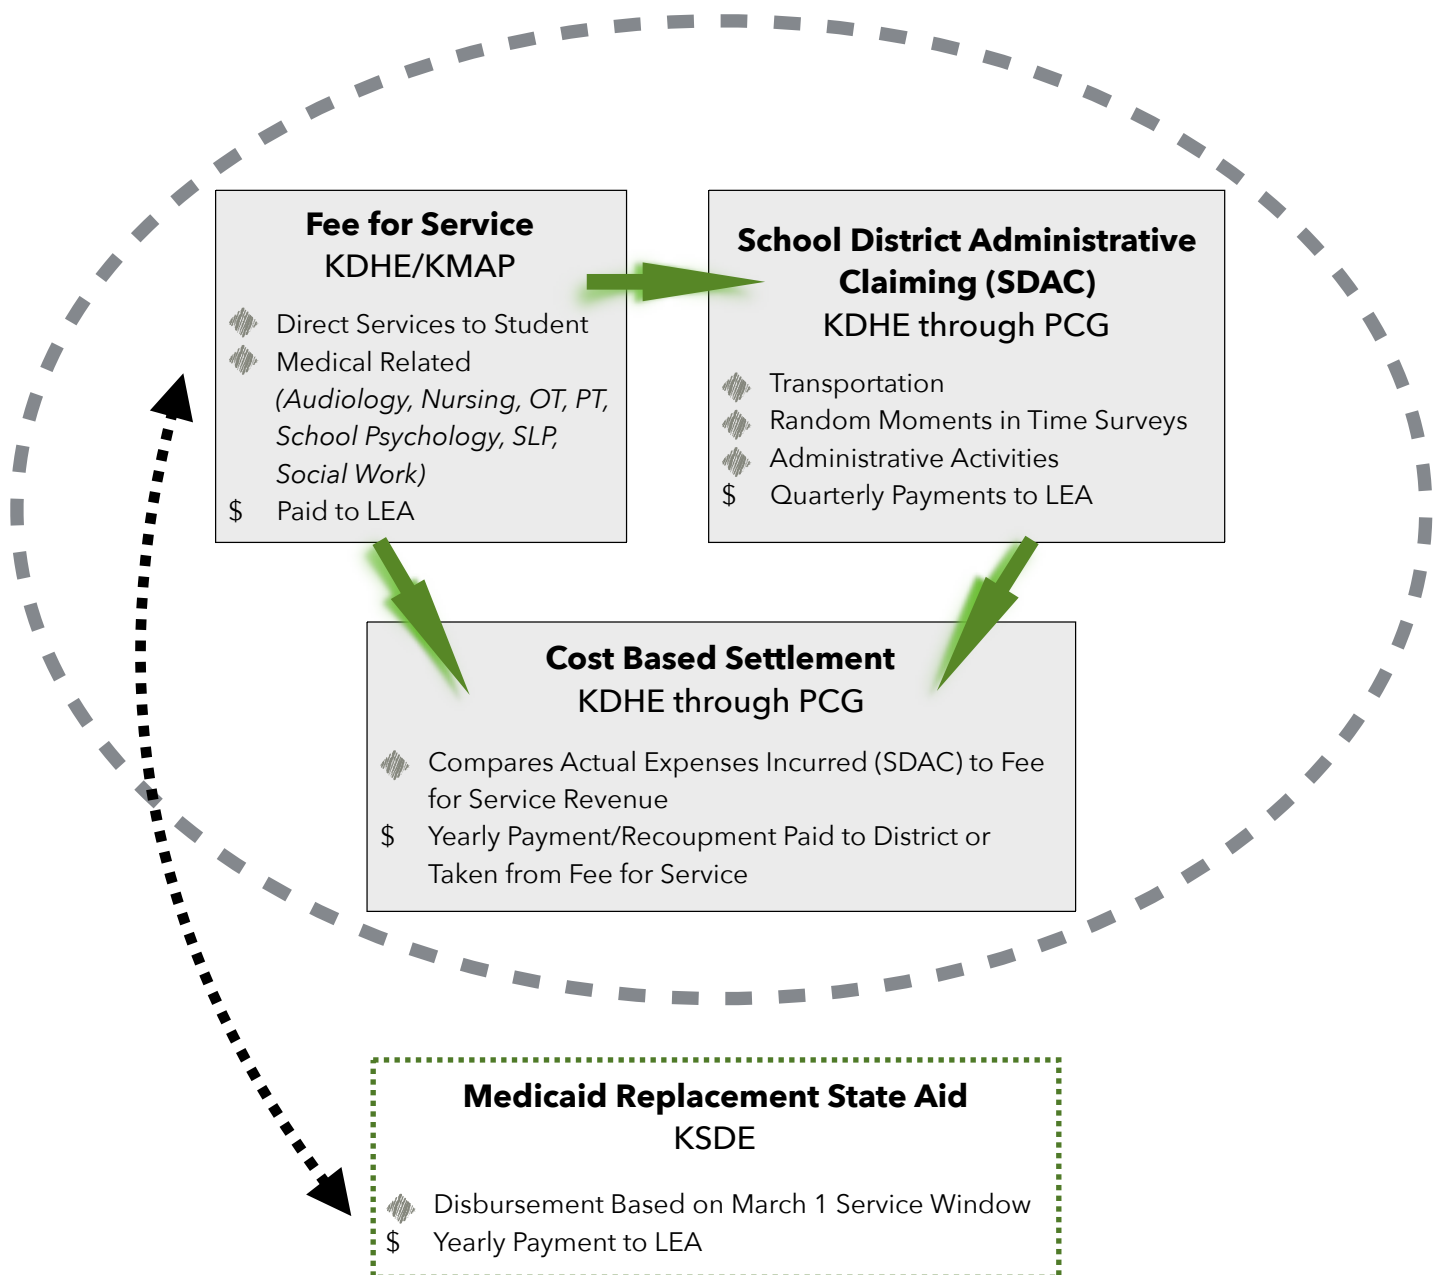 Fee for Service
KDHE/KMAP
Direct Services to Student
Medical Related
(Audiology, Nursing, OT, PT,
School Psychology, SLP,
Social Work)
$ Paid to LEA
School District Administrative
Claiming (SDAC)
KDHE through PCG
Transportation
Random Moments in Time Surveys
Administrative Activities
$ Quarterly Payments to LEA
Cost Based Settlement
KDHE through PCG
Compares Actual Expenses Incurred (SDAC) to Fee
for Service Revenue
$ Yearly Payment/Recoupment Paid to District or
Taken from Fee for Service
Medicaid Replacement State Aid
KSDE
Disbursement Based on March 1 Service Window
$ Yearly Payment to LEA